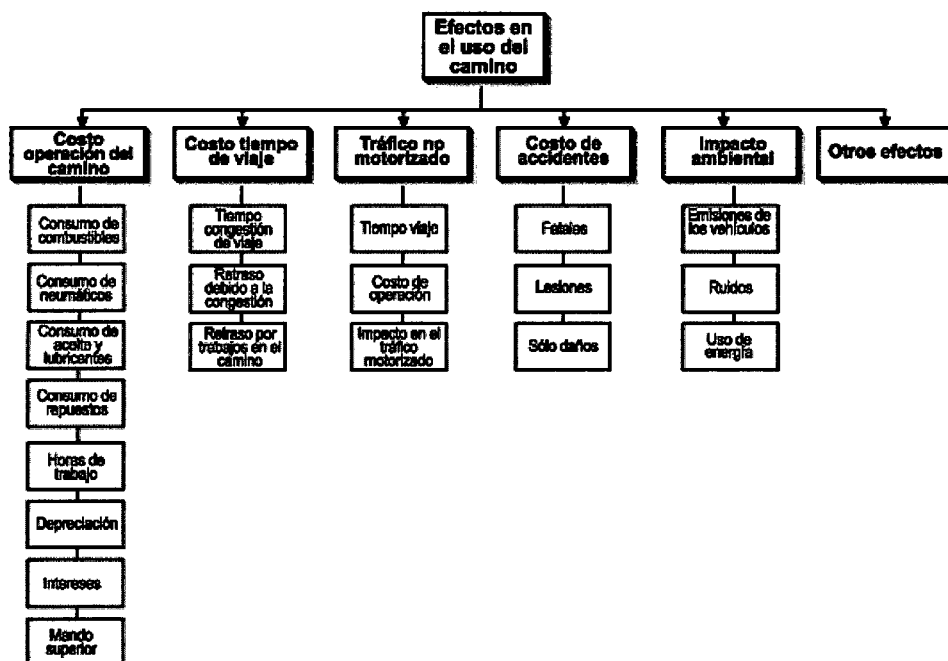 Efectos en
el uso del
camino
Costo
operación del
camino
Costo tiempo
de viaje
Tráfico no
motorizado
Costo de
accidentes
Impacto
ambiental
Otros efectos
Consumo de
combustibles
Consumo de
neumáticos
Consumo de
aceite y
lubricantes
Consumo de
repuestos
Horas de
trabajo
Depreciación
Intereses
Mando
superior
Tiempo
congestión
de viaje
Retraso
debido a la
congestión
Retraso por
trabajos en el
camino
Tiempo viaje
Costo de
operación
Impacto en el
tráfico
motorizado
Fatales
Lesiones
Sólo daños
Emisiones de
los vehículos
Ruidos
Uso de
energía